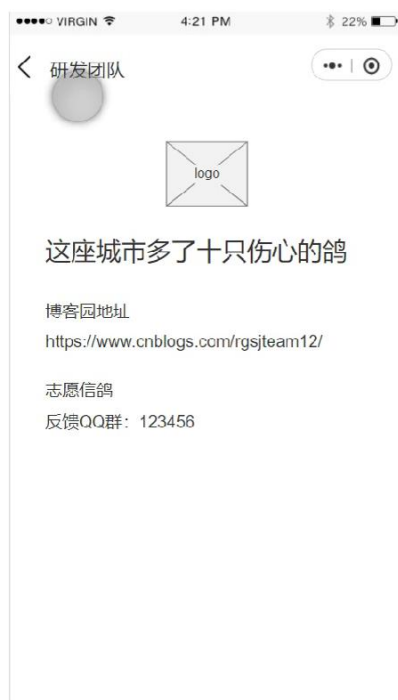 VIRGIN 4:21 PM 22%
研发团队
logo
这座城市多了十只伤心的鸽
博客园地址
https://www.cnblogs.com/rgsjteam12/
志愿信鸽
反馈QQ群：123456